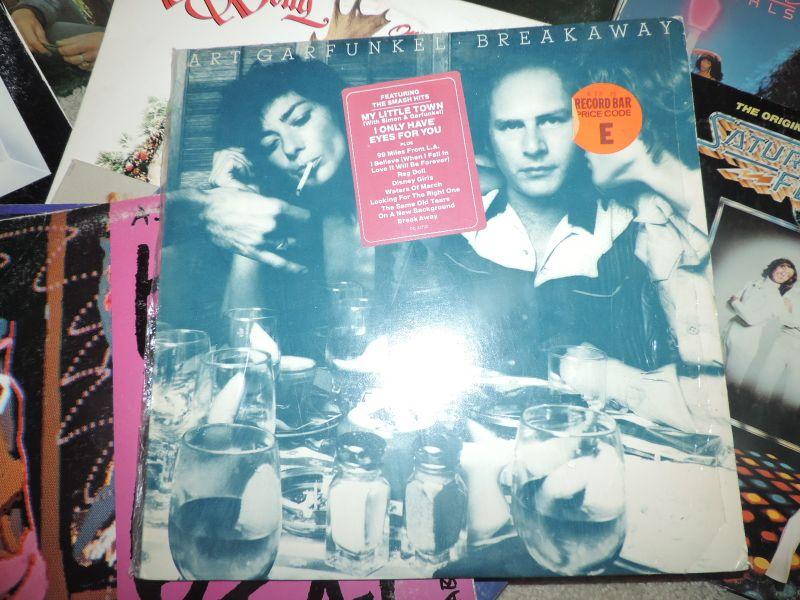 ART GARFUNKEL BREAKAWAY
FEATURING
THE SMASH HITS
MY LITTLE TOWN
(With Simon & Garfunkel)
I ONLY HAVE
EYES FOR YOU
PLUS
99 Miles From L.A.
I Believe (When I Fall In
Love It Will Be Forever)
Rag Doll
Disney Girls
Waters Of March
Looking For The Right One
The Same Old Tears
On A New Background
Break Away
RECORD BAR
PRICE CODE
E
THE ORIGIN
SATUR